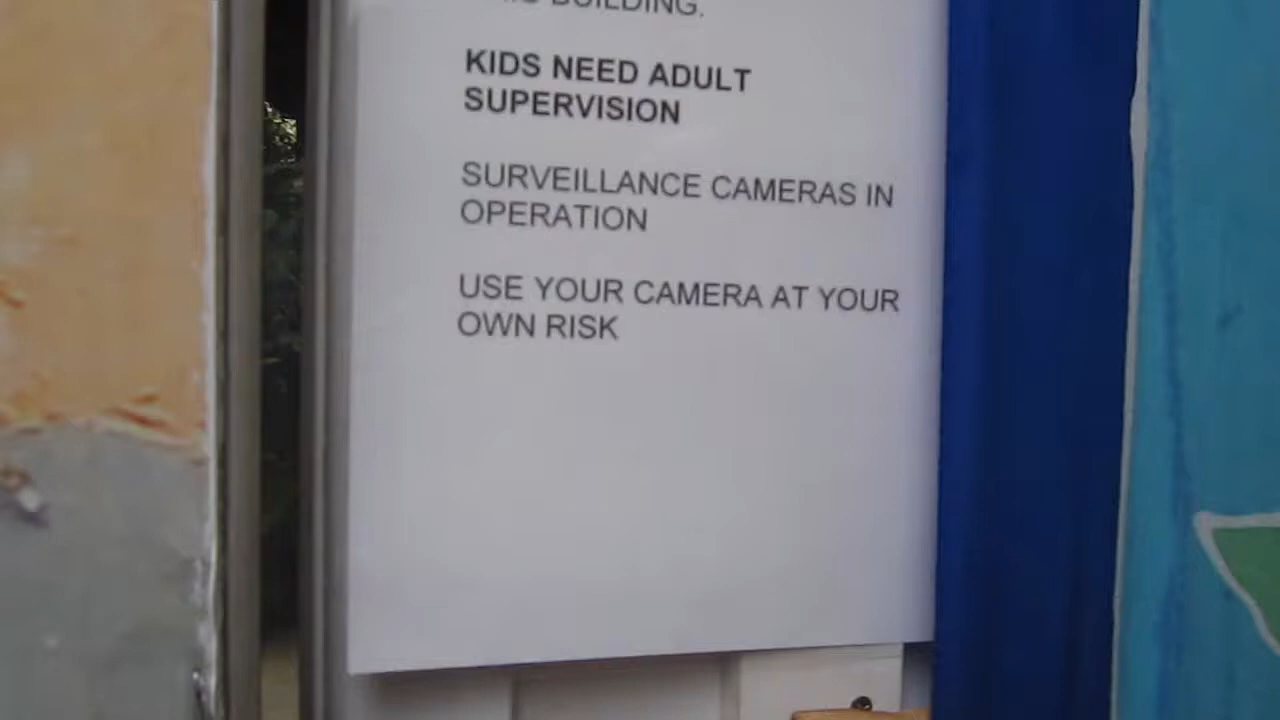 BUILDING.
KIDS NEED ADULT
SUPERVISION
SURVEILLANCE CAMERAS IN
OPERATION
USE YOUR CAMERA AT YOUR
OWN RISK